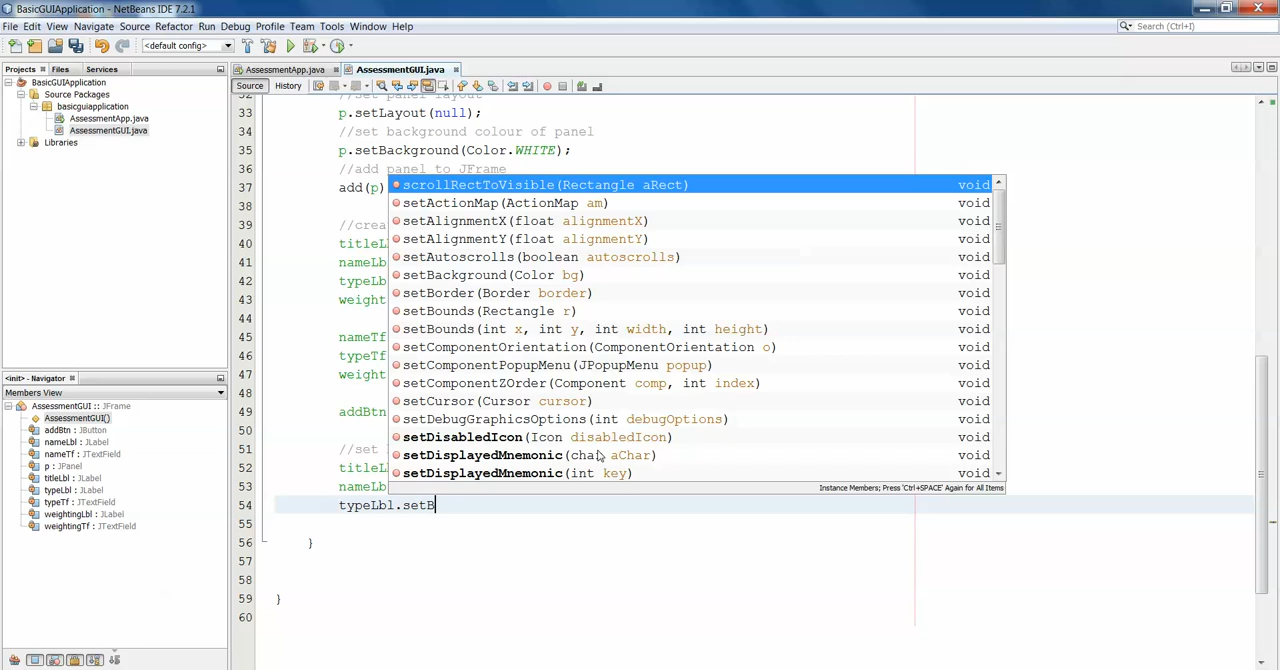 BasicGUIApplication - NetBeans IDE 7.2.1
File Edit View Navigate Source Refactor Run Debug Profile Team Tools Window Help
Search (Ctrl+I)
<default config>
Projects Files Services
AssessmentApp.java AssessmentGUI.java
BasicGUIApplication
Source Packages
basicguiapplication
AssessmentApp.java
AssessmentGUI.java
Libraries
Source History
32 //set panel layout
33 p.setLayout(null);
34 //set background colour of panel
35 p.setBackground(Color.WHITE);
36 //add panel to JFrame
37 add(p)
38
39 //crea
40 titleL
41 nameLb
42 typeLb
43 weight
44
45 nameTf
46 typeTf
47 weight
48
49 addBtn
50
51 //set
52 titleL
53 nameLb
54 typeLbl.setB
55
56 }
57
58
59 }
60
scrollRectToVisible(Rectangle aRect) void
setActionMap(ActionMap am) void
setAlignmentX(float alignmentX) void
setAlignmentY(float alignmentY) void
setAutoscrolls(boolean autoscrolls) void
setBackground(Color bg) void
setBorder(Border border) void
setBounds(Rectangle r) void
setBounds(int x, int y, int width, int height) void
setComponentOrientation(ComponentOrientation o) void
setComponentPopupMenu(JPopupMenu popup) void
setComponentZOrder(Component comp, int index) void
setCursor(Cursor cursor) void
setDebugGraphicsOptions(int debugOptions) void
setDisabledIcon(Icon disabledIcon) void
setDisplayedMnemonic(char aChar) void
setDisplayedMnemonic(int key) void
Instance Members; Press 'Ctrl+SPACE' Again for All Items
<init> - Navigator
Members View
AssessmentGUI :: JFrame
AssessmentGUI()
addBtn : JButton
nameLbl : JLabel
nameTf : JTextField
p : JPanel
titleLbl : JLabel
typeLbl : JLabel
typeTf : JTextField
weightingLbl : JLabel
weightingTf : JTextField